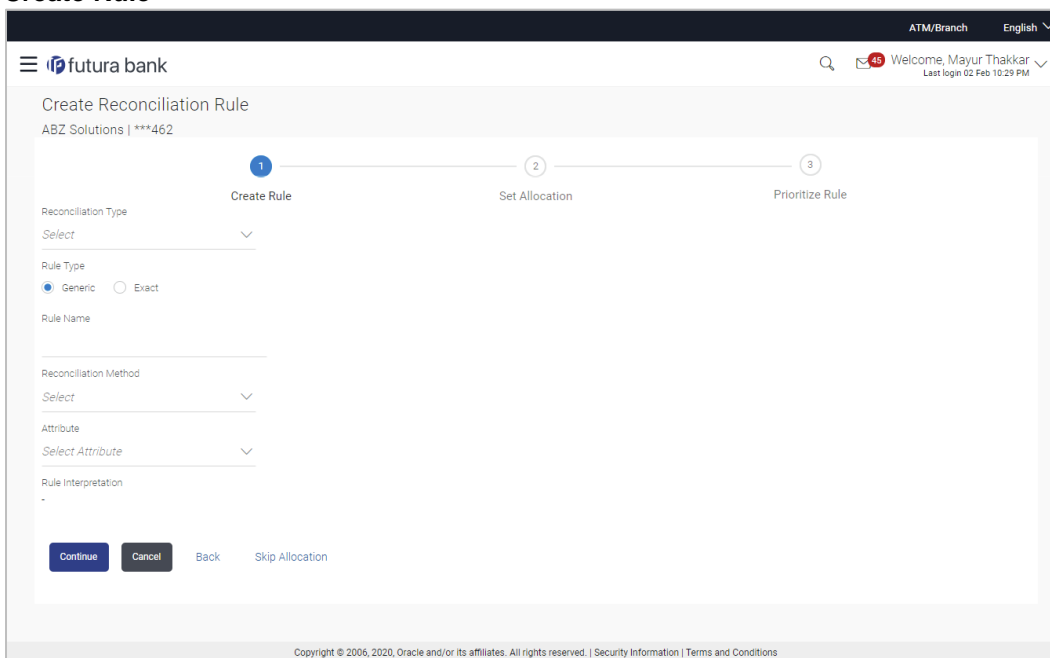 Create Rule
ATM/Branch English
futura bank
45 Welcome, Mayur Thakkar
Last login 02 Feb 10:29 PM
Create Reconciliation Rule
ABZ Solutions | ***462
1 2 3
Create Rule Set Allocation Prioritize Rule
Reconciliation Type
Select
Rule Type
Generic Exact
Rule Name
Reconciliation Method
Select
Attribute
Select Attribute
Rule Interpretation
-
Continue Cancel Back Skip Allocation
Copyright © 2006, 2020, Oracle and/or its affiliates. All rights reserved. | Security Information | Terms and Conditions